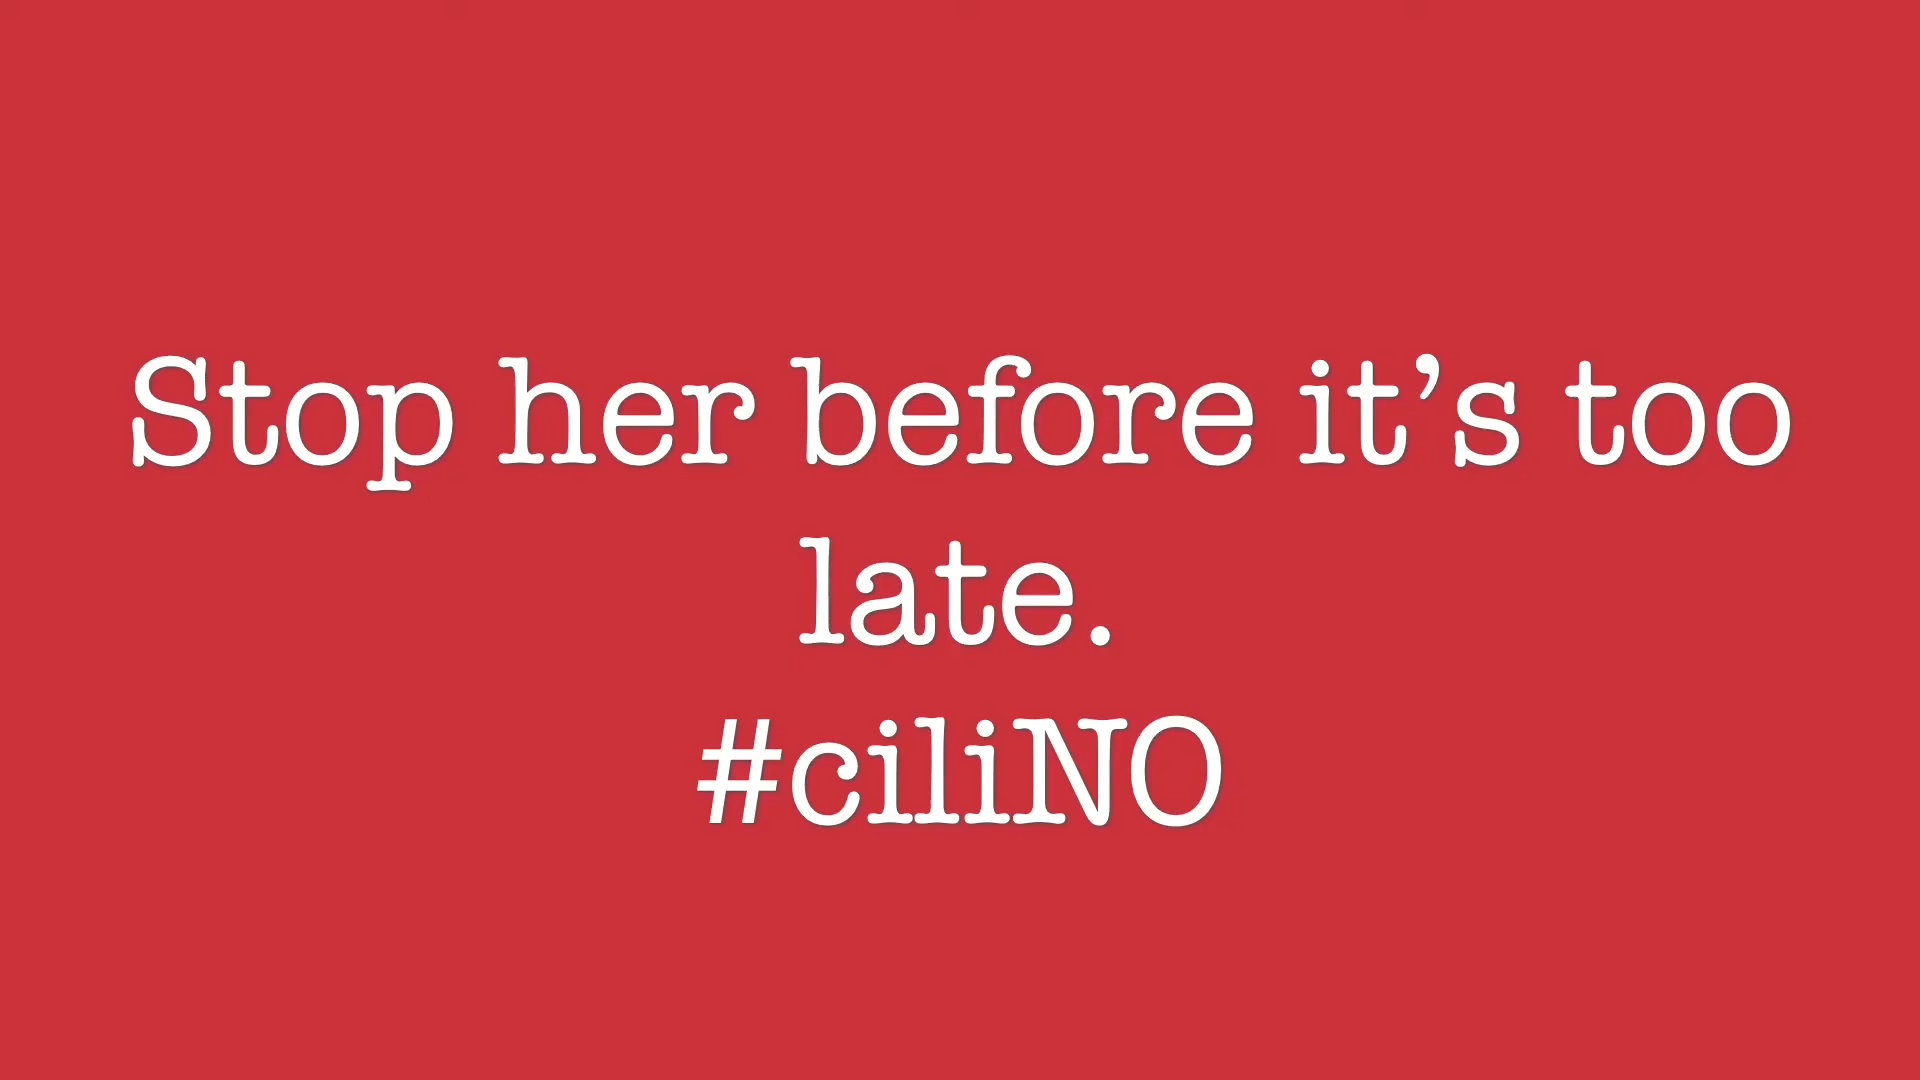 Stop her before it’s too
late.
#ciliNO